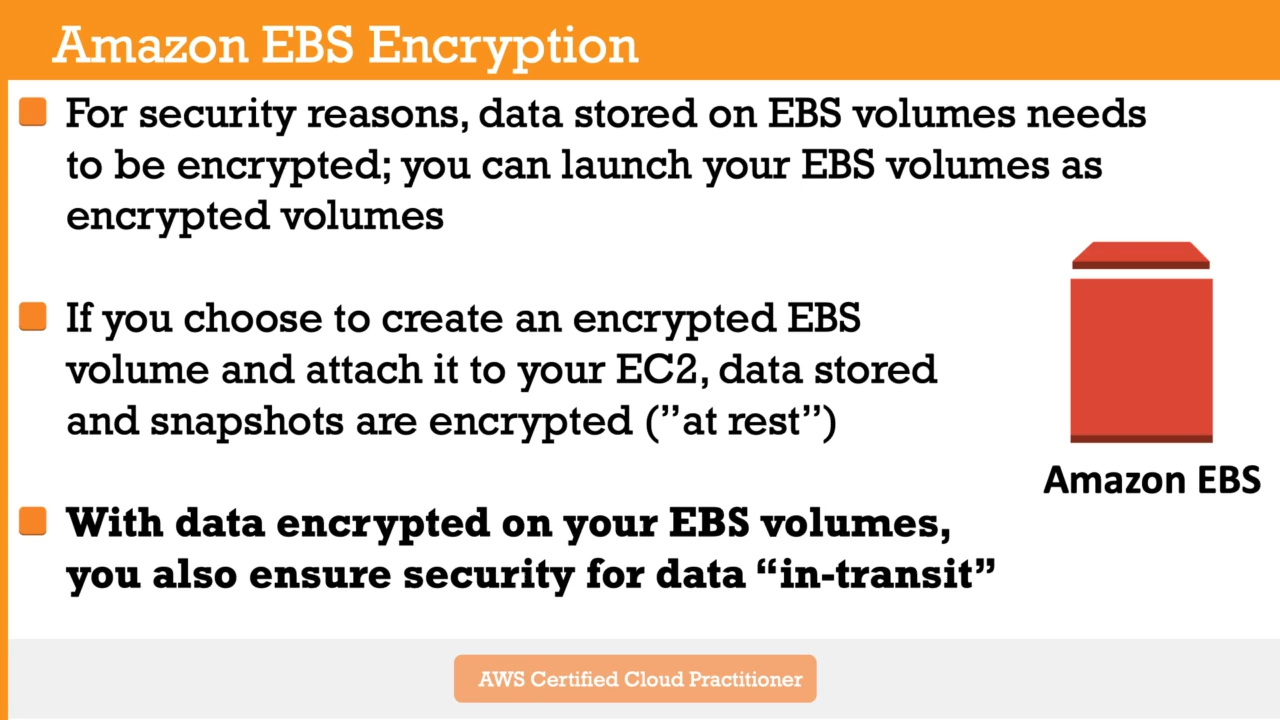 Amazon EBS Encryption
For security reasons, data stored on EBS volumes needs
to be encrypted; you can launch your EBS volumes as
encrypted volumes
If you choose to create an encrypted EBS
volume and attach it to your EC2, data stored
and snapshots are encrypted (”at rest”)
Amazon EBS
With data encrypted on your EBS volumes,
you also ensure security for data “in-transit”
AWS Certified Cloud Practitioner